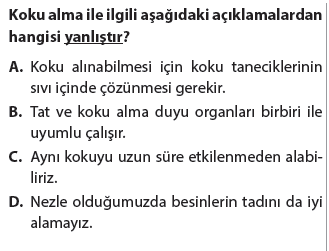 Koku alma ile ilgili aşağıdaki açıklamalardan
hangisi yanlıştır?
A. Koku alınabilmesi için koku taneciklerinin
sıvı içinde çözünmesi gerekir.
B. Tat ve koku alma duyu organları birbiri ile
uyumlu çalışır.
C. Aynı kokuyu uzun süre etkilenmeden alabi-
liriz.
D. Nezle olduğumuzda besinlerin tadını da iyi
alamayız.